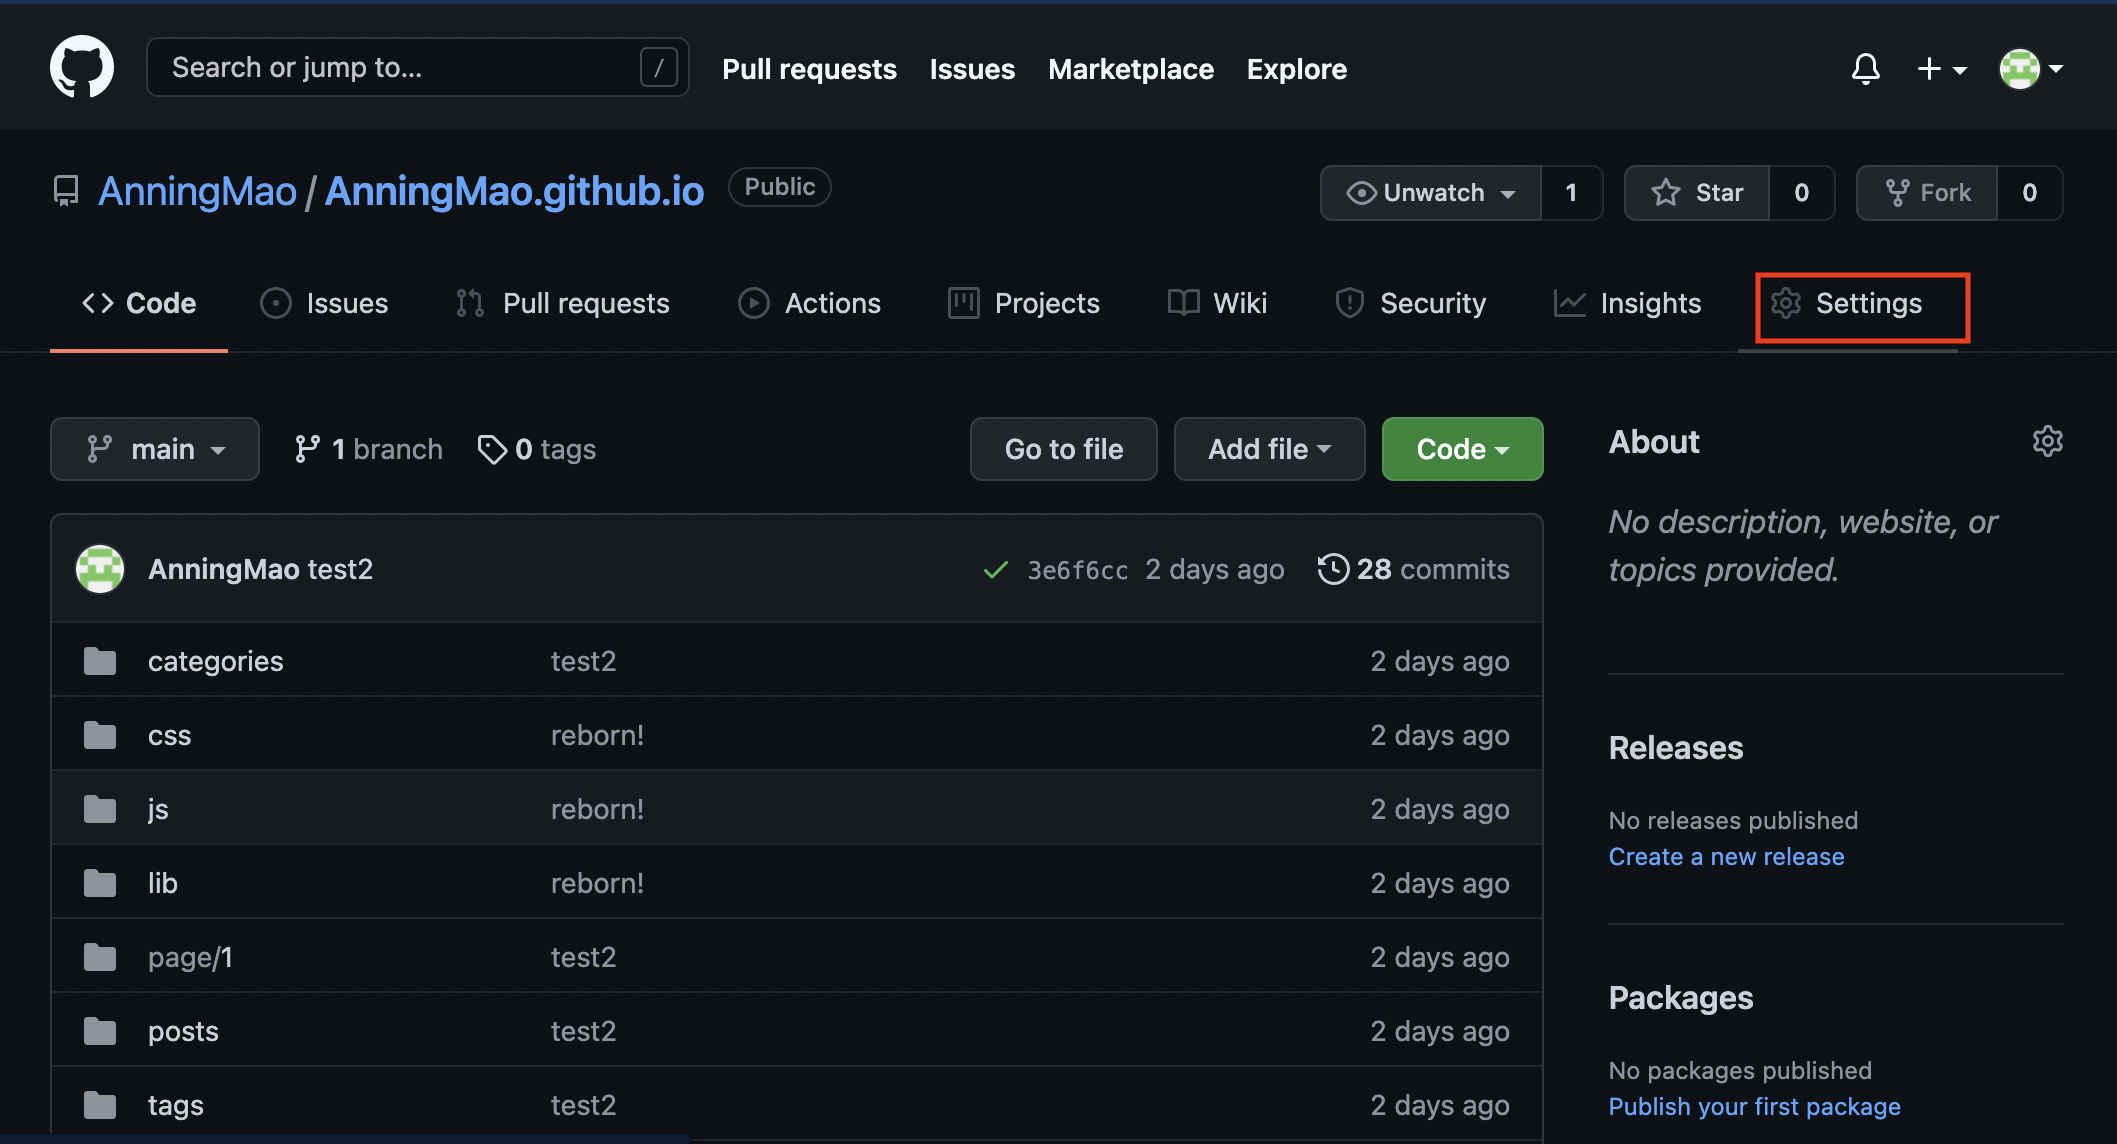 Search or jump to... /
Pull requests Issues Marketplace Explore
AnningMao / AnningMao.github.io Public
Unwatch 1 Star 0 Fork 0
Code Issues Pull requests Actions Projects Wiki Security Insights Settings
main 1 branch 0 tags Go to file Add file Code
AnningMao test2 3e6f6cc 2 days ago 28 commits
categories test2 2 days ago
css reborn! 2 days ago
js reborn! 2 days ago
lib reborn! 2 days ago
page/1 test2 2 days ago
posts test2 2 days ago
tags test2 2 days ago
About
No description, website, or
topics provided.
Releases
No releases published
Create a new release
Packages
No packages published
Publish your first package